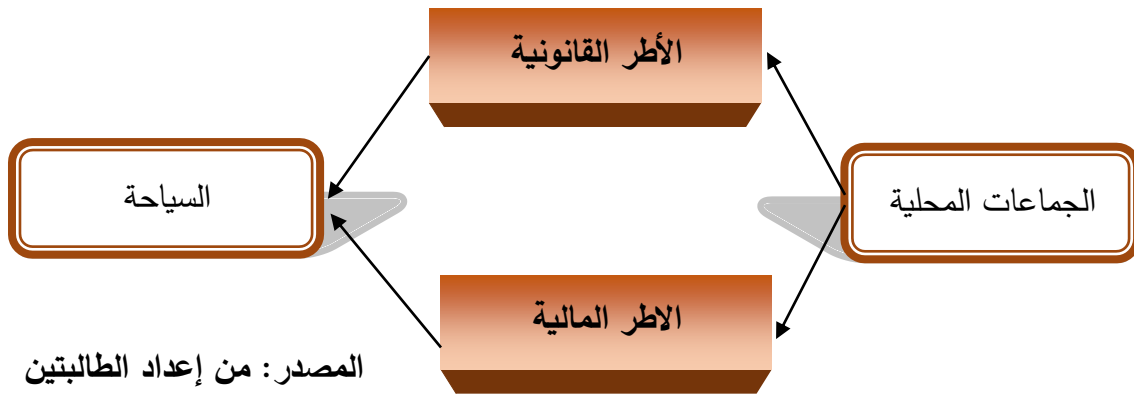 الأطر القانونية
الجماعات المحلية
السياحة
الاطر المالية
المصدر: من إعداد الطالبتين